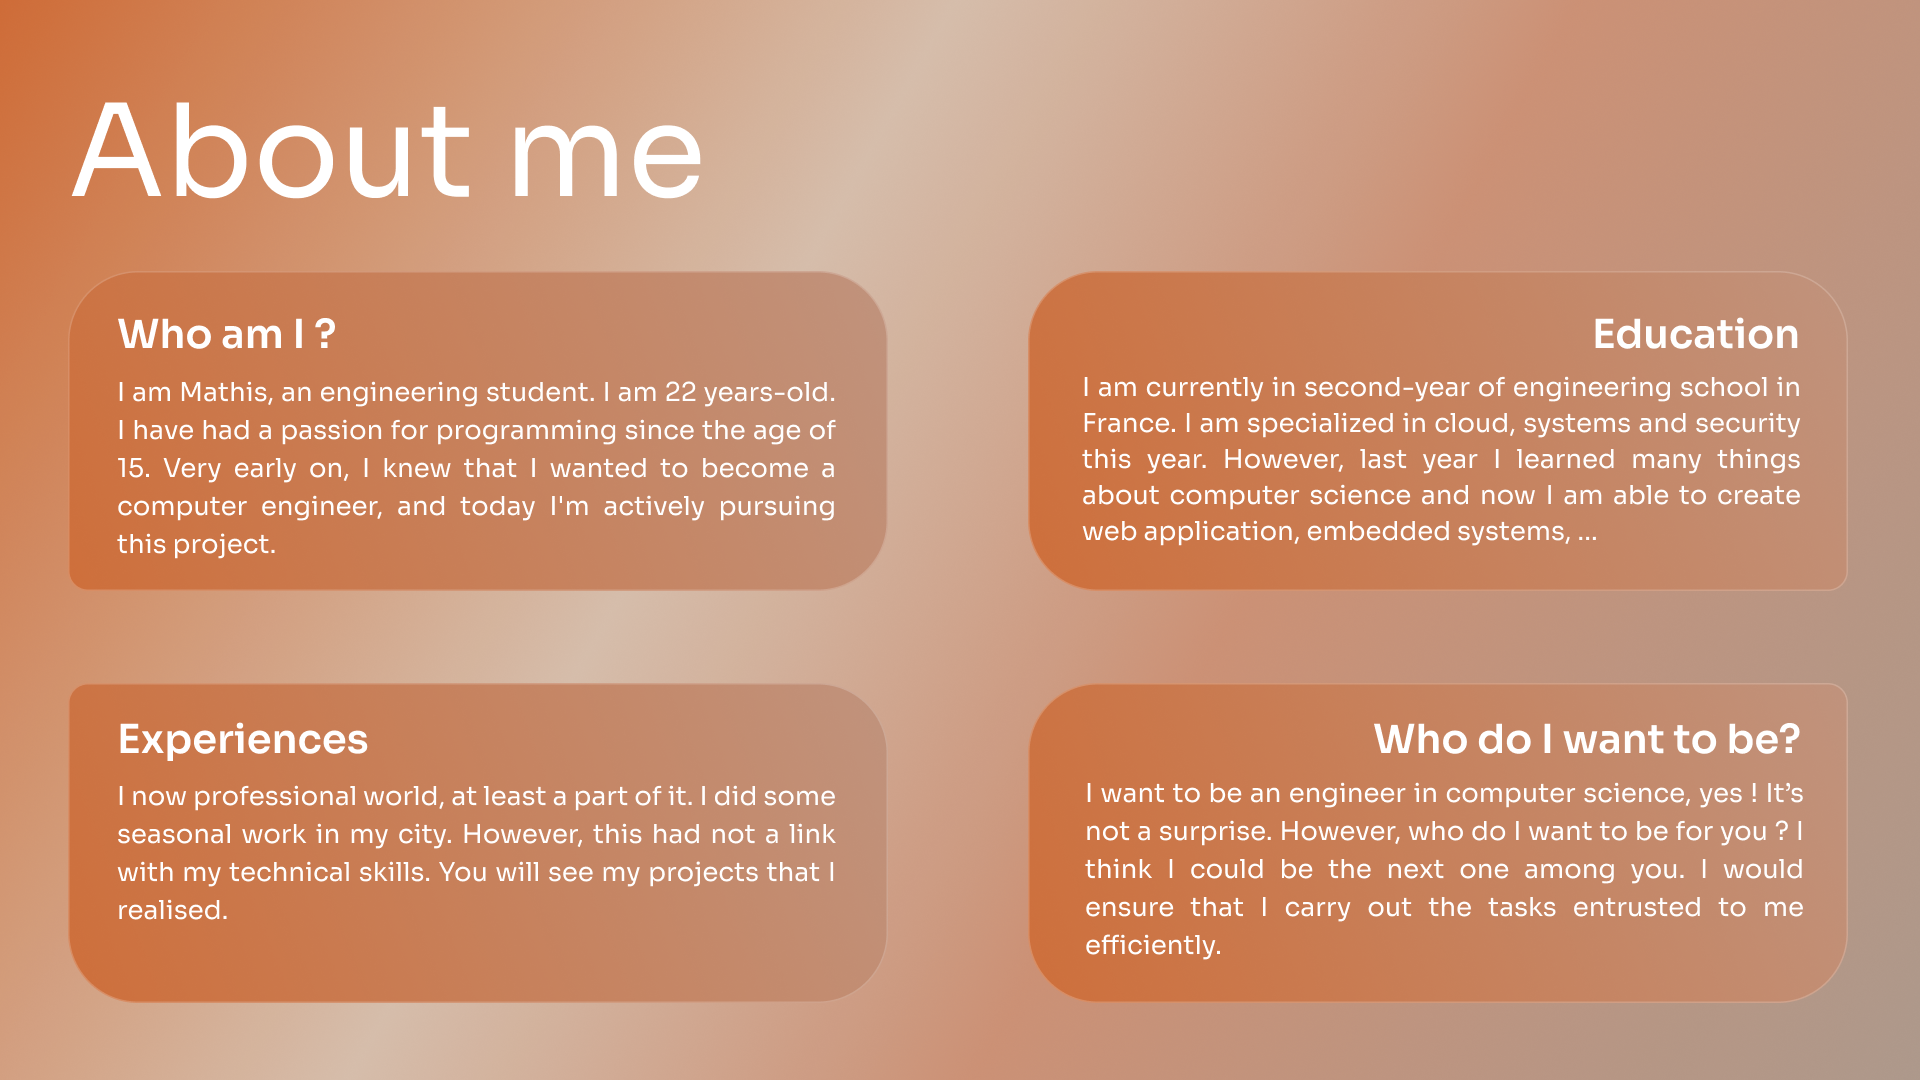 About me
Who am I ?
I am Mathis, an engineering student. I am 22 years-old.
I have had a passion for programming since the age of
15. Very early on, I knew that I wanted to become a
computer engineer, and today I'm actively pursuing
this project.
Education
I am currently in second-year of engineering school in
France. I am specialized in cloud, systems and security
this year. However, last year I learned many things
about computer science and now I am able to create
web application, embedded systems, ...
Experiences
I now professional world, at least a part of it. I did some
seasonal work in my city. However, this had not a link
with my technical skills. You will see my projects that I
realised.
Who do I want to be?
I want to be an engineer in computer science, yes ! It’s
not a surprise. However, who do I want to be for you ? I
think I could be the next one among you. I would
ensure that I carry out the tasks entrusted to me
efficiently.